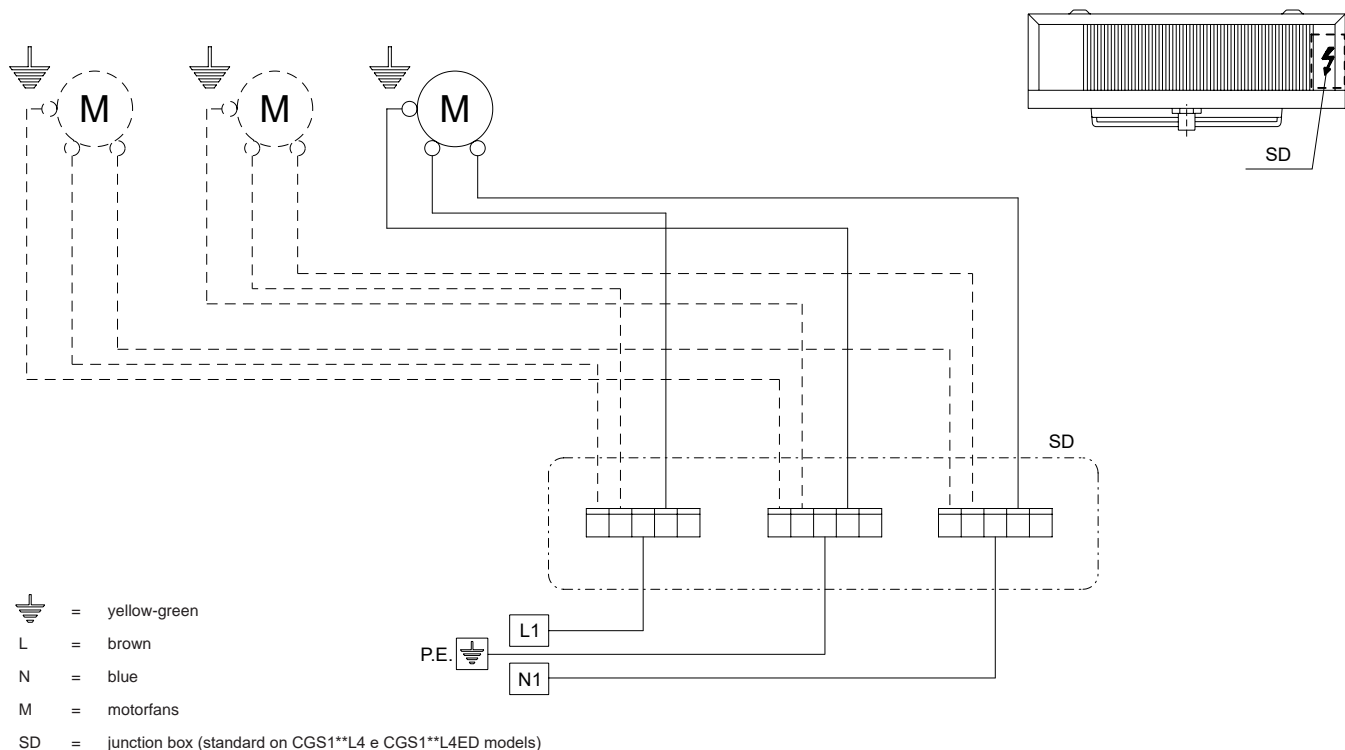 M
M
M
SD
SD
L1
P.E.
N1
= yellow-green
L = brown
N = blue
M = motorfans
SD = junction box (standard on CGS1**L4 e CGS1**L4ED models)